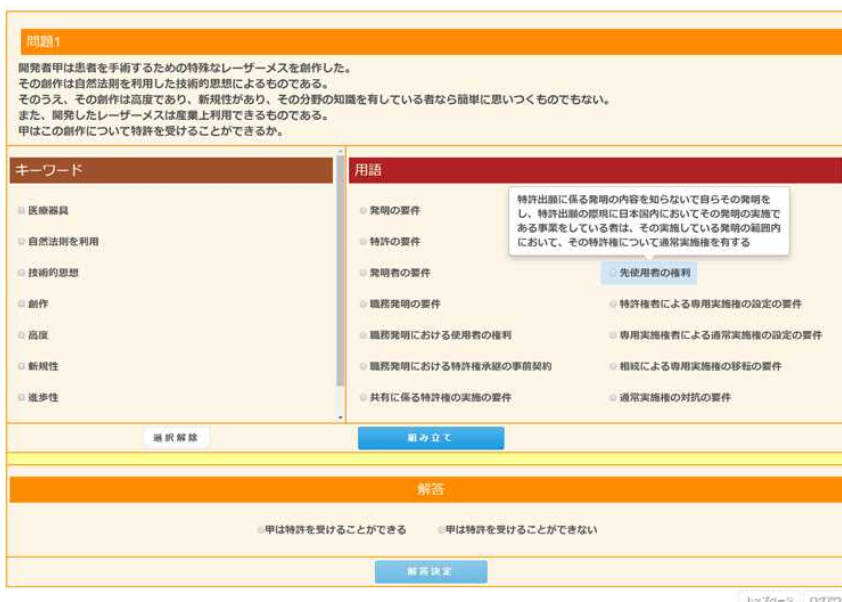 問題1
開発者甲は患者を手術するための特殊なレーザーメスを創作した。
その創作は自然法則を利用した技術的思想によるものである。
そのうえ、その創作は高度であり、新規性があり、その分野の知識を有している者なら簡単に思いつくものでもない。
また、開発したレーザーメスは産業上利用できるものである。
甲はこの創作について特許を受けることができるか。
キーワード
用語
医療器具
自然法則を利用
技術的思想
創作
高度
新規性
進歩性
発明の要件
特許の要件
発明者の要件
職務発明の要件
職務発明における使用者の権利
職務発明における特許権承継の事前契約
共有に係る特許権の実施の要件
特許出願に係る発明の内容を知らないで自らその発明を
し、特許出願の際現に日本国内においてその発明の実施で
ある事業をしている者は、その実施している発明の範囲内
において、その特許権について通常実施権を有する
先使用者の権利
特許権者による専用実施権の設定の要件
専用実施権者による通常実施権の設定の要件
相続による専用実施権の移転の要件
通常実施権の対抗の要件
選択解除
組み立て
解答
甲は特許を受けることができる
甲は特許を受けることができない
解答決定
トップページ